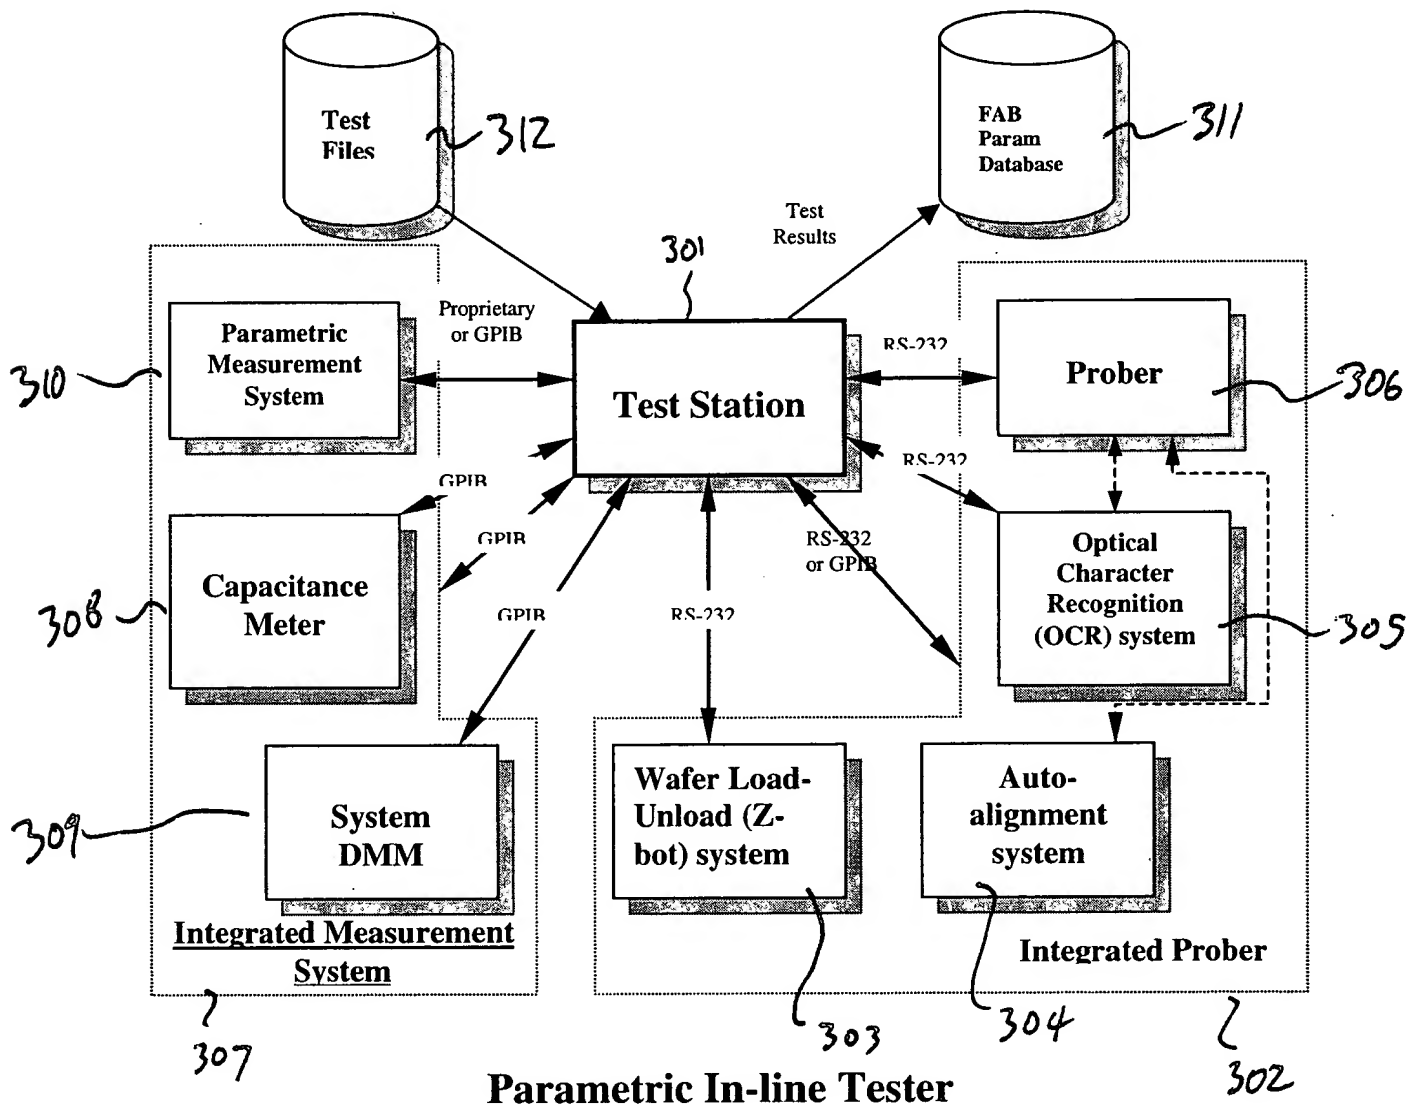 Test
Files
312
FAB
Param
Database
311
Test
Results
301
Proprietary
or GPIB
Parametric
Measurement
System
310
Test Station
RS-232
Prober
306
GPIB
RS-232
GPIB
RS-232
or GPIB
Optical
Character
Recognition
(OCR) system
305
Capacitance
Meter
308
GPIB
RS-232
System
DMM
309
Wafer Load-
Unload (Z-
bot) system
Auto-
alignment
system
Integrated Measurement
System
Integrated Prober
307
303
304
302
Parametric In-line Tester